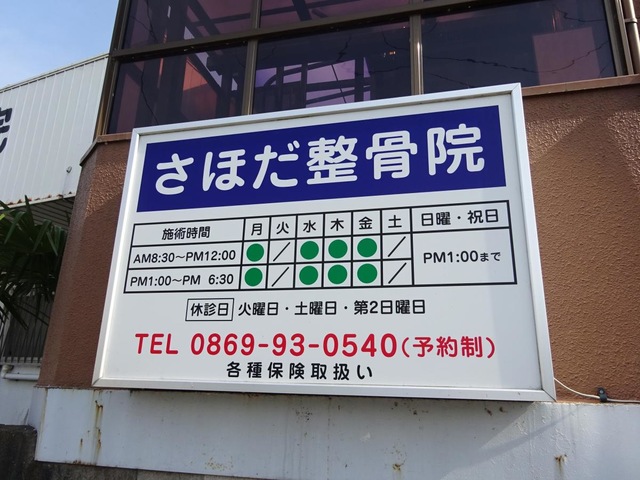 さほだ整骨院
施術時間 月 火 水 木 金 土 日曜・祝日
AM8:30～PM12:00 ● ／ ● ● ● ／ PM1:00まで
PM1:00～PM 6:30 ● ／ ● ● ● ／
休診日 火曜日・土曜日・第2日曜日
TEL 0869-93-0540(予約制)
各種保険取扱い
院